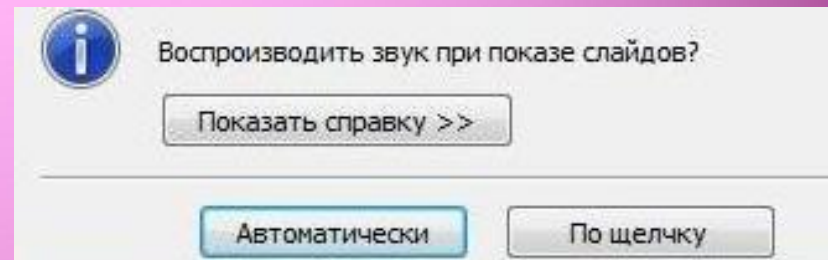 Воспроизводить звук при показе слайдов?
Показать справку >>
Автоматически
По щелчку